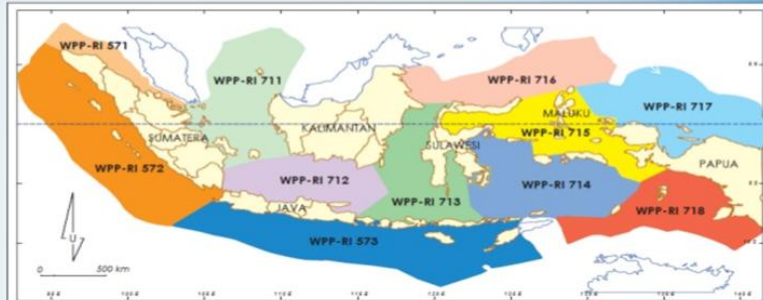 WPP-RI 571
WPP-RI 711
WPP-RI 716
WPP-RI 717
MALUKU
KALIMANTAN
SUMATERA
WPP-RI 715
SULAWESI
PAPUA
WPP-RI 572
WPP-RI 712
WPP-RI 714
WPP-RI 713
JAVA
WPP-RI 718
WPP-RI 573
U
0 500 km